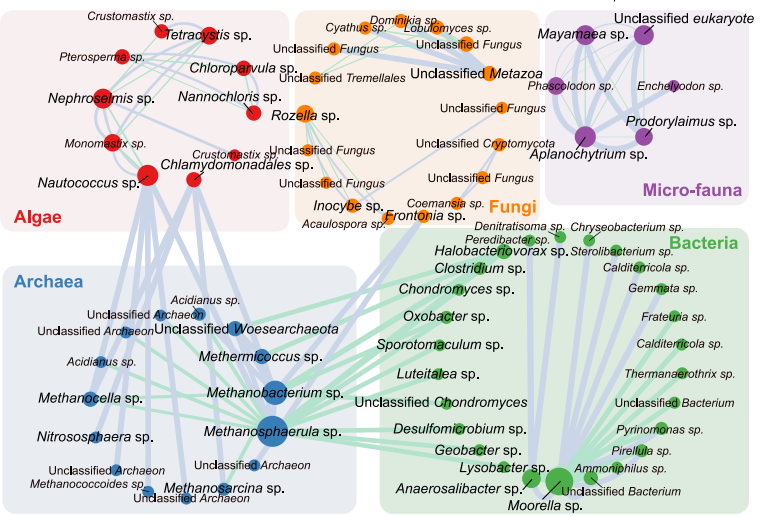 Crustomastix sp.
Tetracystis sp.
Pterosperma sp.
Chloroparvula sp.
Nephroselmis sp.
Nannochloris sp.
Monomastix sp.
Crustomastix sp.
Chlamydomonadales sp.
Nautococcus sp.
Algae
Dominikia sp.
Cyathus sp.
Lobulomyces sp.
Unclassified Fungus
Unclassified Fungus
Unclassified Tremellales
Unclassified Metazoa
Rozella sp.
Unclassified Fungus
Unclassified Fungus
Unclassified Cryptomycota
Unclassified Fungus
Unclassified Fungus
Inocybe sp.
Coemansia sp.
Acaulospora sp.
Frontonia sp.
Fungi
Unclassified eukaryote
Mayamaea sp.
Phascolodon sp.
Enchelyodon sp.
Prodorylaimus sp.
Aplanochytrium sp.
Micro-fauna
Archaea
Acidianus sp.
Unclassified Archaeon
Unclassified Archaeon
Unclassified Woesearchaeota
Acidianus sp.
Methermicoccus sp.
Methanocella sp.
Methanobacterium sp.
Nitrososphaera sp.
Methanosphaerula sp.
Unclassified Archaeon
Unclassified Archaeon
Methanococcoides sp.
Methanosarcina sp.
Unclassified Archaeon
Denitratisoma sp.
Chryseobacterium sp.
Peredibacter sp.
Bacteria
Halobacteriovorax sp.
Sterolibacterium sp.
Clostridium sp.
Calditerricola sp.
Chondromyces sp.
Gemmata sp.
Oxobacter sp.
Frateuria sp.
Sporotomaculum sp.
Calditerricola sp.
Luteitalea sp.
Thermanaerothrix sp.
Unclassified Chondromyces
Unclassified Bacterium
Desulfomicrobium sp.
Pyrinomonas sp.
Geobacter sp.
Pirellula sp.
Lysobacter sp.
Ammoniphilus sp.
Anaerosalibacter sp.
Unclassified Bacterium
Moorella sp.